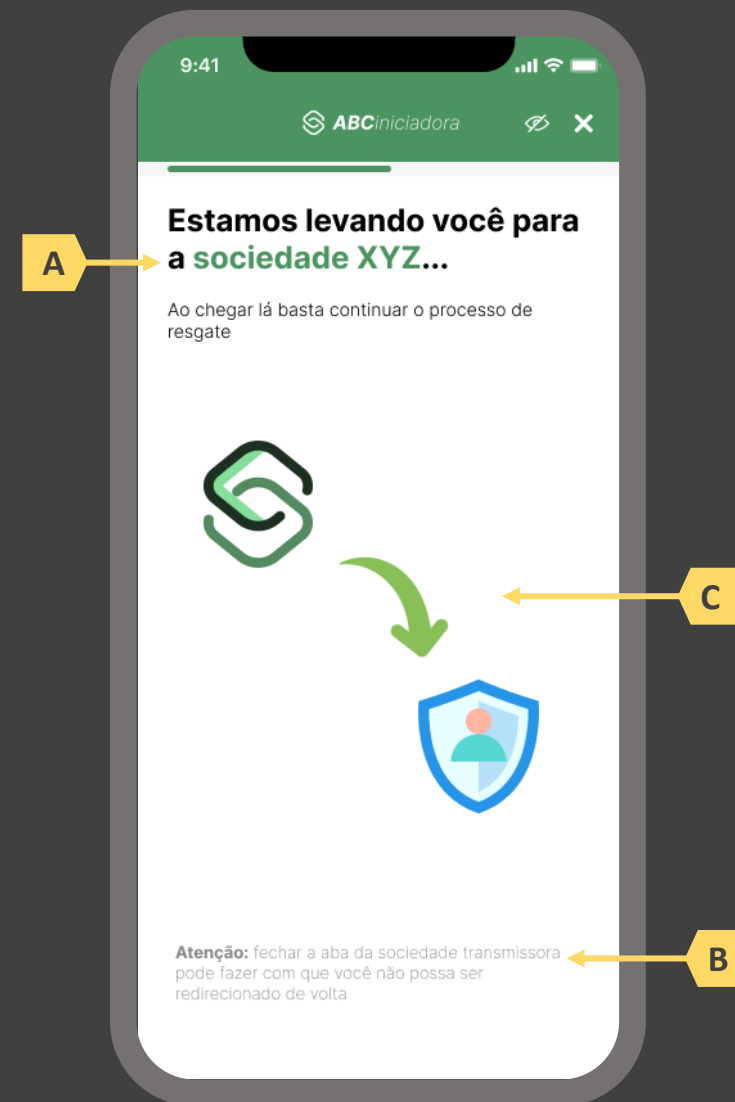 9:41
ABCiniciadora
Estamos levando você para
A
a sociedade XYZ...
Ao chegar lá basta continuar o processo de
resgate
C
Atenção: fechar a aba da sociedade transmissora
B
pode fazer com que você não possa ser
redirecionado de volta